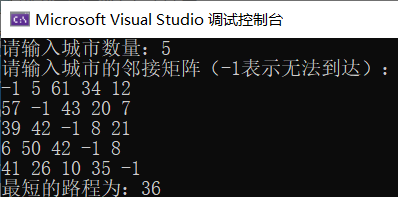 Microsoft Visual Studio 调试控制台
请输入城市数量：5
请输入城市的邻接矩阵（-1表示无法到达）：
-1 5 61 34 12
57 -1 43 20 7
39 42 -1 8 21
6 50 42 -1 8
41 26 10 35 -1
最短的路程为：36